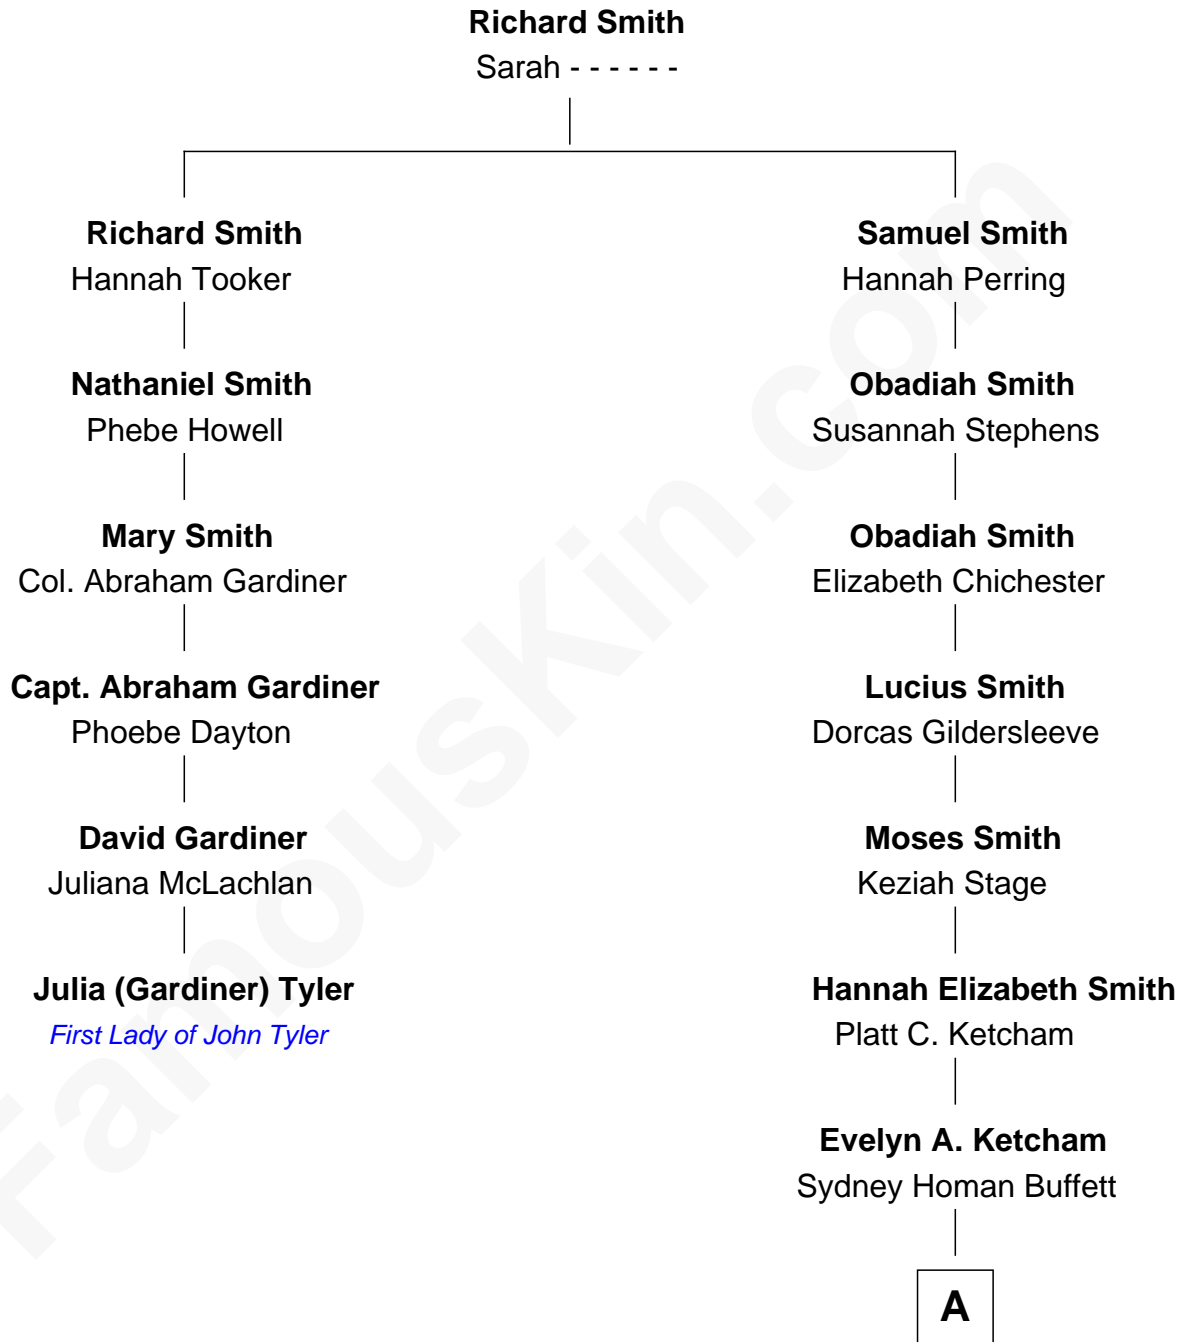 Richard Smith
Sarah - - - - - -
Richard Smith
Hannah Tooker
Nathaniel Smith
Phebe Howell
Mary Smith
Col. Abraham Gardiner
Capt. Abraham Gardiner
Phoebe Dayton
David Gardiner
Juliana McLachlan
Julia (Gardiner) Tyler
First Lady of John Tyler
Samuel Smith
Hannah Perring
Obadiah Smith
Susannah Stephens
Obadiah Smith
Elizabeth Chichester
Lucius Smith
Dorcas Gildersleeve
Moses Smith
Keziah Stage
Hannah Elizabeth Smith
Platt C. Ketcham
Evelyn A. Ketcham
Sydney Homan Buffett
A
FamousKin.com